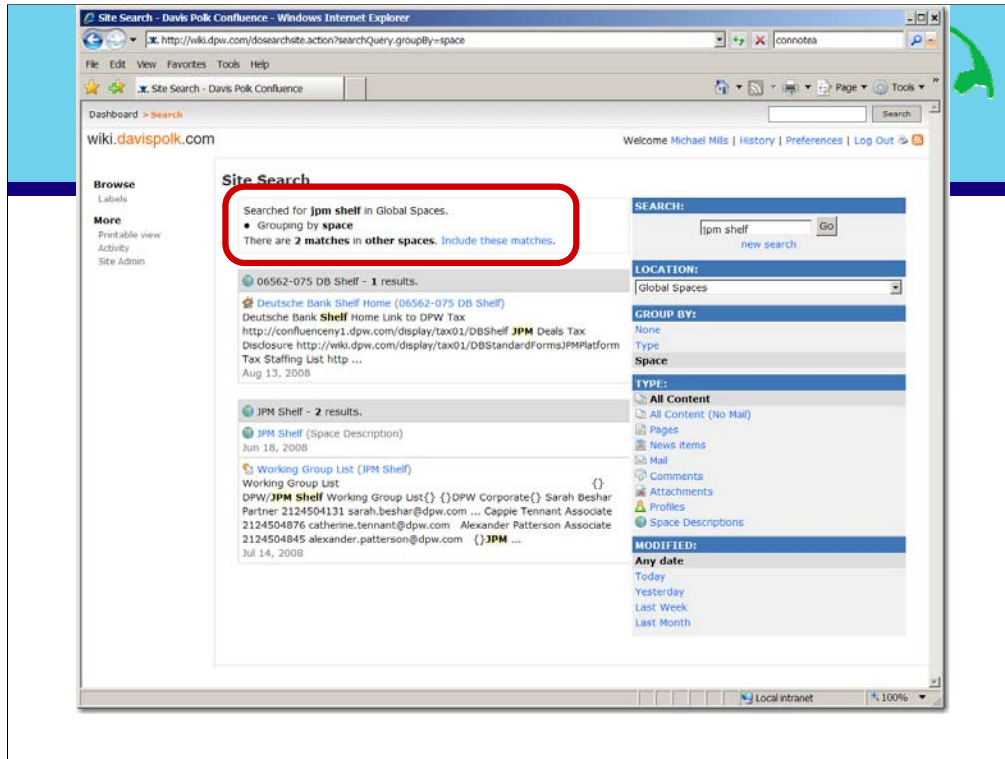 Site Search - Davis Polk Confluence - Windows Internet Explorer
http://wiki.dpw.com/dosearchsite.action?searchQuery.groupBy=space
connotea
File Edit View Favorites Tools Help
Site Search - Davis Polk Confluence
Page Tools
Dashboard > Search
Search
wiki.davispolk.com
Welcome Michael Mills | History | Preferences | Log Out
Browse
Labels
More
Printable view
Activity
Site Admin
Site Search
Searched for jpm shelf in Global Spaces.
• Grouping by space
There are 2 matches in other spaces. Include these matches.
06562-075 DB Shelf - 1 results.
Deutsche Bank Shelf Home (06562-075 DB Shelf)
Deutsche Bank Shelf Home Link to DPW Tax
http://confluenceny1.dpw.com/display/tax01/DBShelf JPM Deals Tax
Disclosure http://wiki.dpw.com/display/tax01/DBStandardFormsJPMPlatform
Tax Staffing List http ...
Aug 13, 2008
JPM Shelf - 2 results.
JPM Shelf (Space Description)
Jun 18, 2008
Working Group List (JPM Shelf)
Working Group List {}
DPW/JPM Shelf Working Group List{} {}DPW Corporate{} Sarah Beshar
Partner 2124504131 sarah.beshar@dpw.com ... Cappie Tennant Associate
2124504876 catherine.tennant@dpw.com Alexander Patterson Associate
2124504845 alexander.patterson@dpw.com {}JPM ...
Jul 14, 2008
SEARCH:
jpm shelf
Go
new search
LOCATION:
Global Spaces
GROUP BY:
None
Type
Space
TYPE:
All Content
All Content (No Mail)
Pages
News items
Mail
Comments
Attachments
Profiles
Space Descriptions
MODIFIED:
Any date
Today
Yesterday
Last Week
Last Month
Local intranet
100%